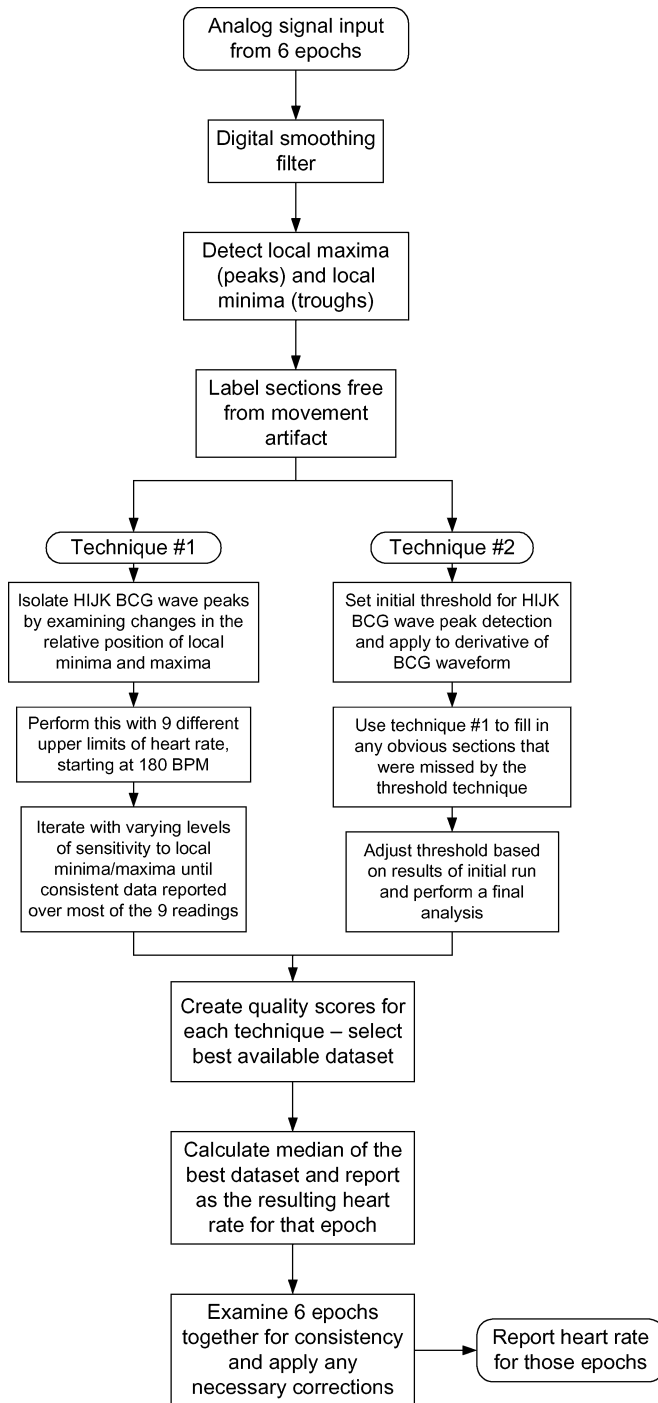 Analog signal input
from 6 epochs
Digital smoothing
filter
Detect local maxima
(peaks) and local
minima (troughs)
Label sections free
from movement
artifact
Technique #1
Isolate HIJK BCG wave peaks
by examining changes in the
relative position of local
minima and maxima
Perform this with 9 different
upper limits of heart rate,
starting at 180 BPM
Iterate with varying levels
of sensitivity to local
minima/maxima until
consistent data reported
over most of the 9 readings
Technique #2
Set initial threshold for HIJK
BCG wave peak detection
and apply to derivative of
BCG waveform
Use technique #1 to fill in
any obvious sections that
were missed by the
threshold technique
Adjust threshold based
on results of initial run
and perform a final
analysis
Create quality scores for
each technique – select
best available dataset
Calculate median of the
best dataset and report
as the resulting heart
rate for that epoch
Examine 6 epochs
together for consistency
and apply any
necessary corrections
Report heart rate
for those epochs